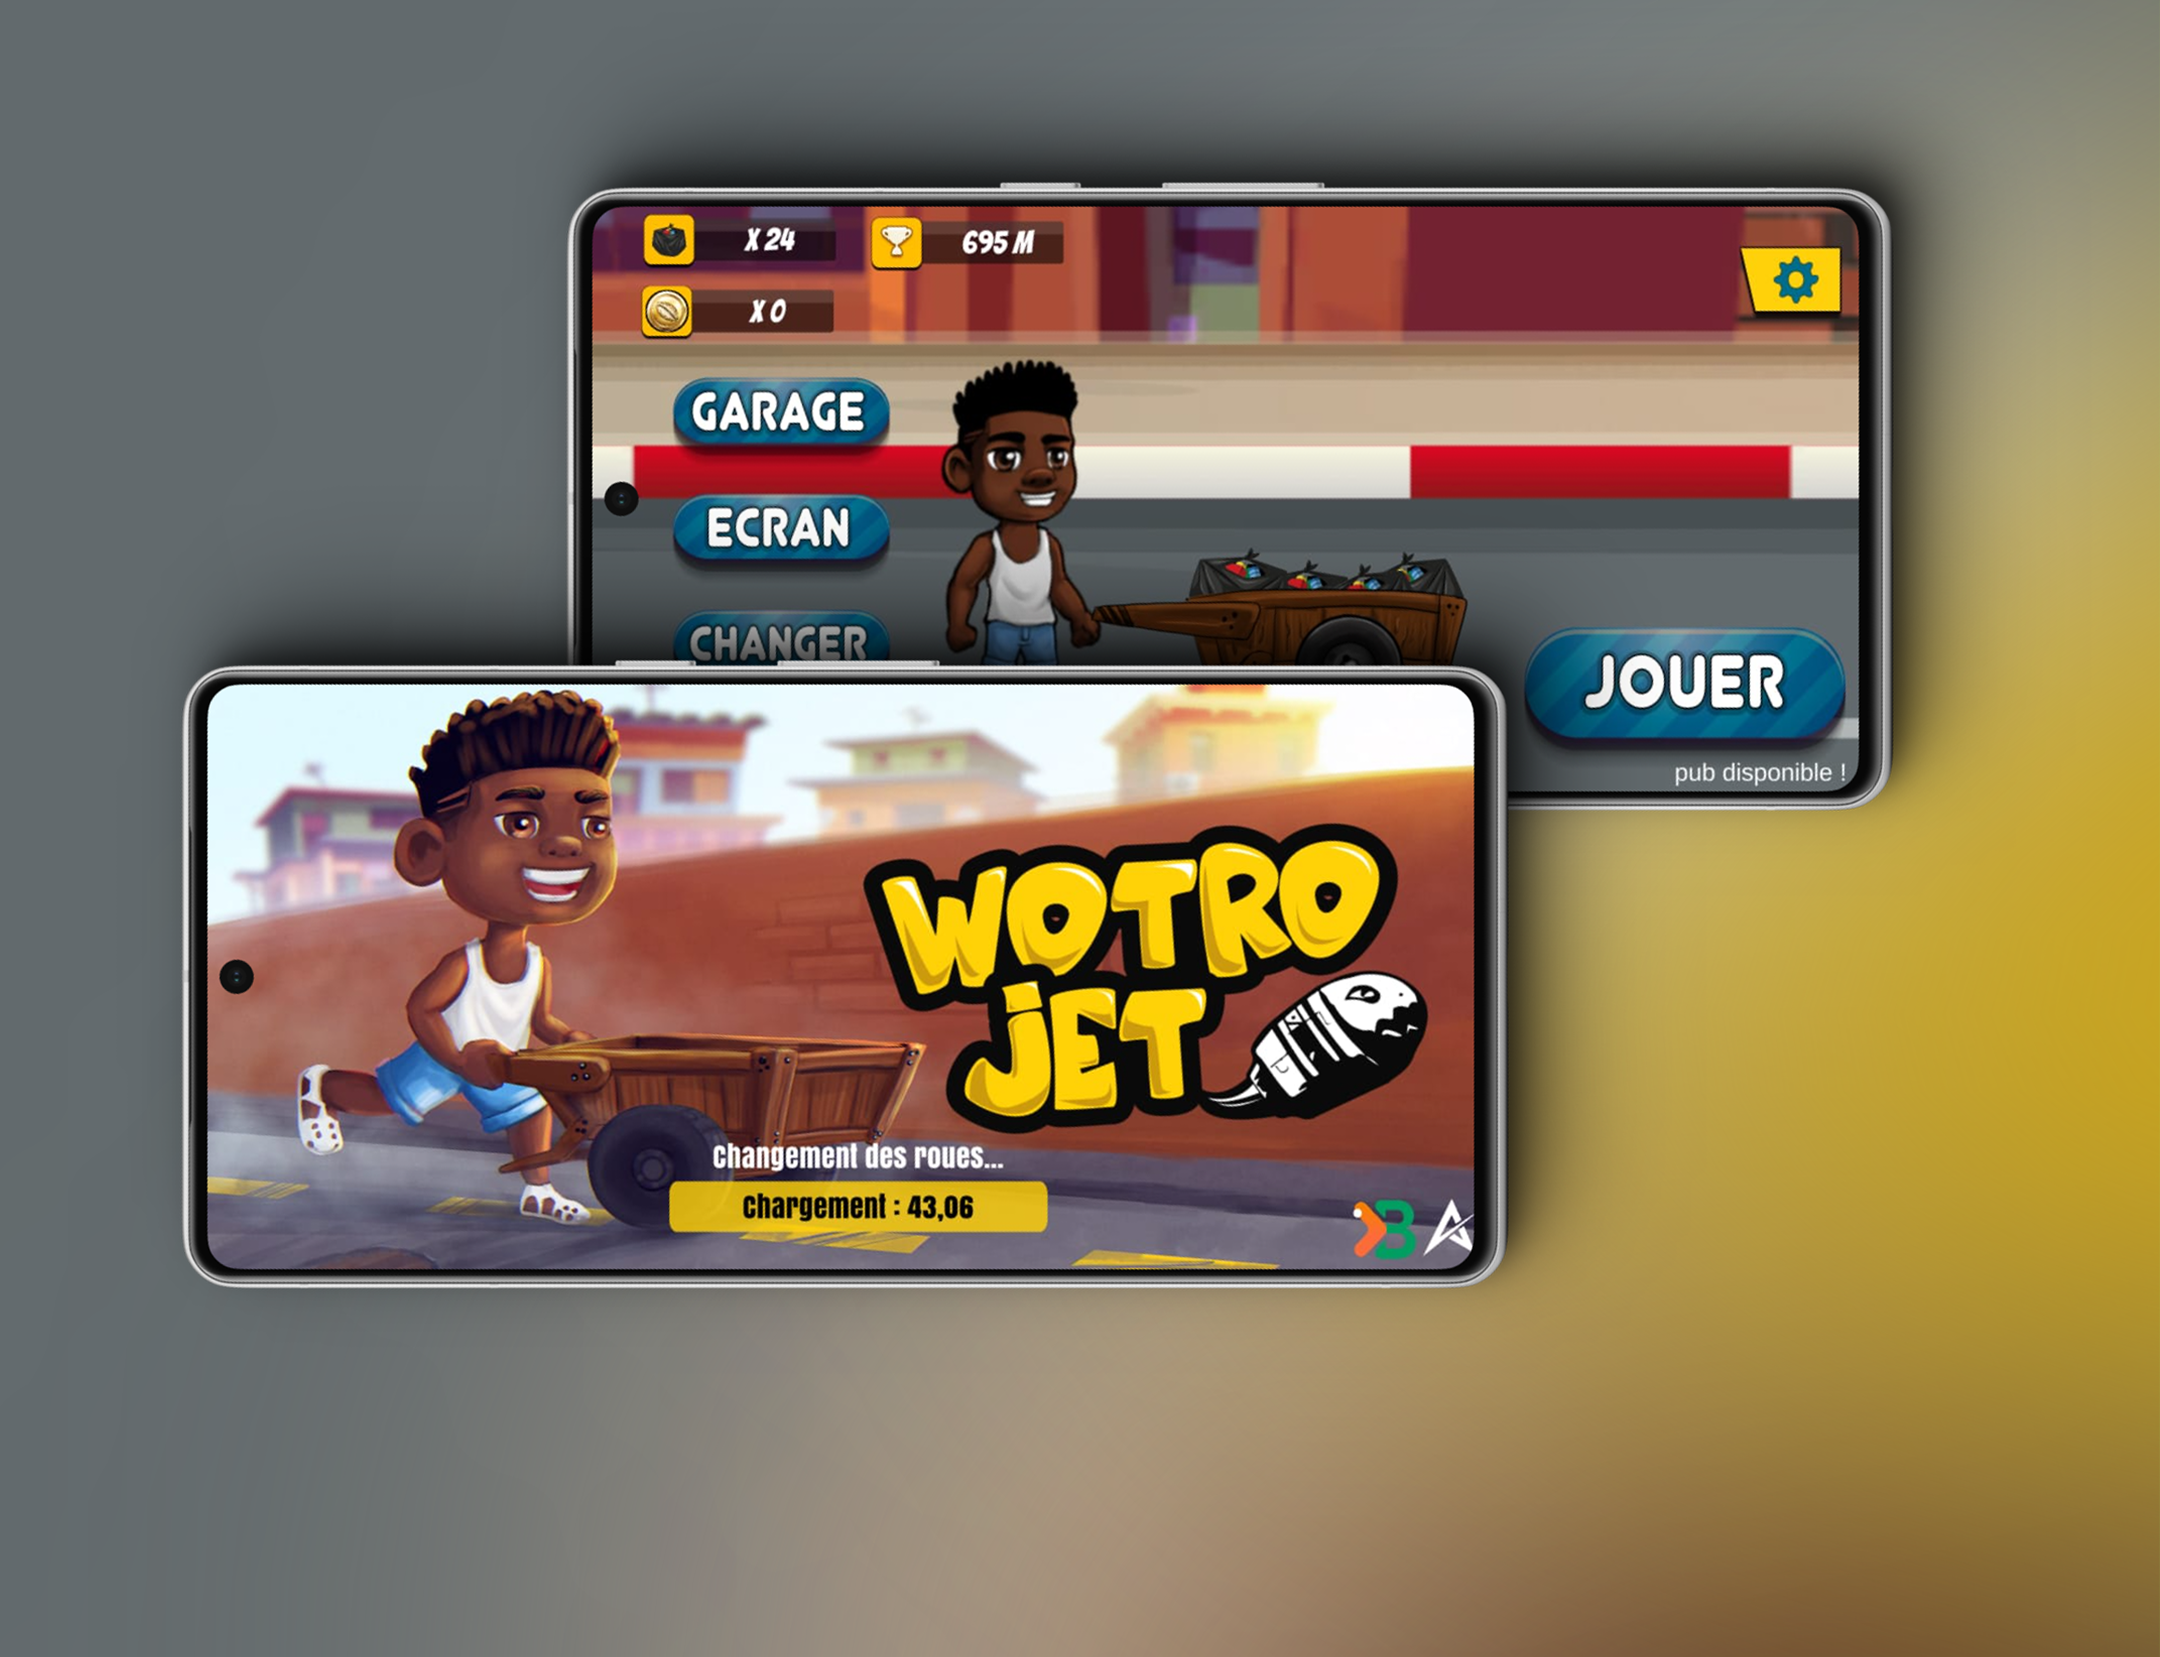 X 24
695 M
X 0
GARAGE
ECRAN
CHANGER
JOUER
pub disponible !
WOTRO
jET
Changement des roues...
Chargement : 43,06